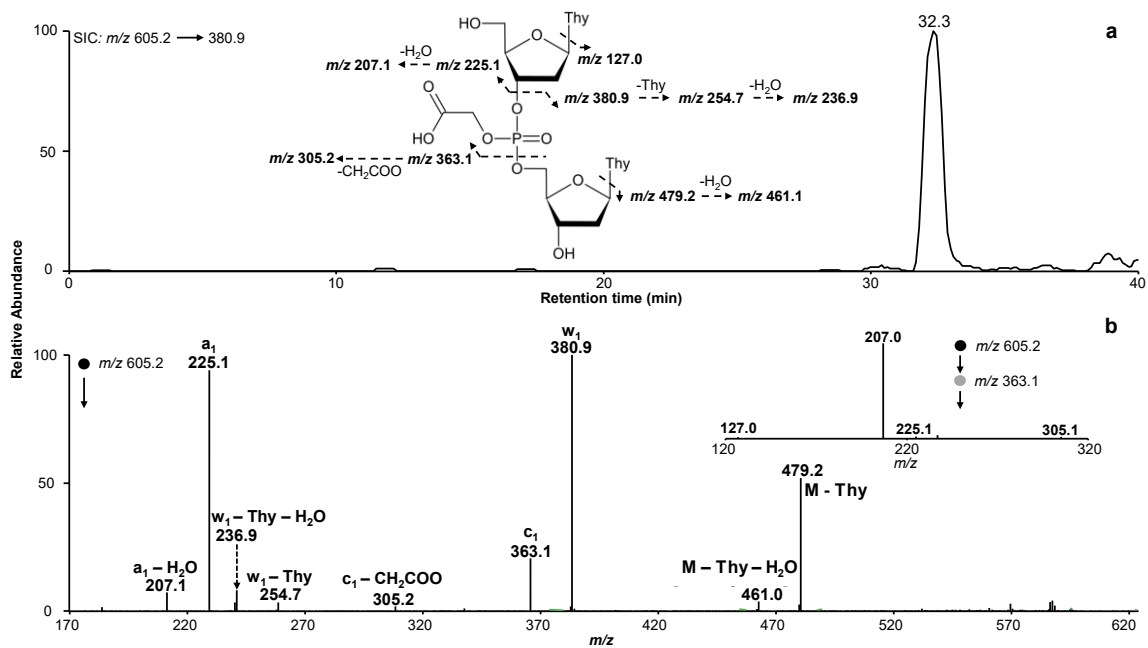 100
SIC: m/z 605.2 → 380.9
HO
Thy
32.3
a
-H₂O
m/z 207.1
m/z 225.1
m/z 127.0
O
-Thy
-H₂O
m/z 380.9
m/z 254.7
m/z 236.9
O
O
HO
O
P
O
50
m/z 305.2
m/z 363.1
-CH₂COO
O
Thy
O
-H₂O
m/z 479.2
m/z 461.1
OH
0
0
10
20
30
40
Retention time (min)
Relative Abundance
b
100
m/z 605.2
a₁
225.1
w₁
380.9
207.0
m/z 605.2
m/z 363.1
127.0
225.1
305.1
120
220
320
m/z
50
479.2
M - Thy
w₁ – Thy – H₂O
236.9
c₁
363.1
a₁ – H₂O
207.1
w₁ – Thy
254.7
c₁ – CH₂COO
305.2
M – Thy – H₂O
461.0
0
170
220
270
320
370
420
470
520
570
620
m/z